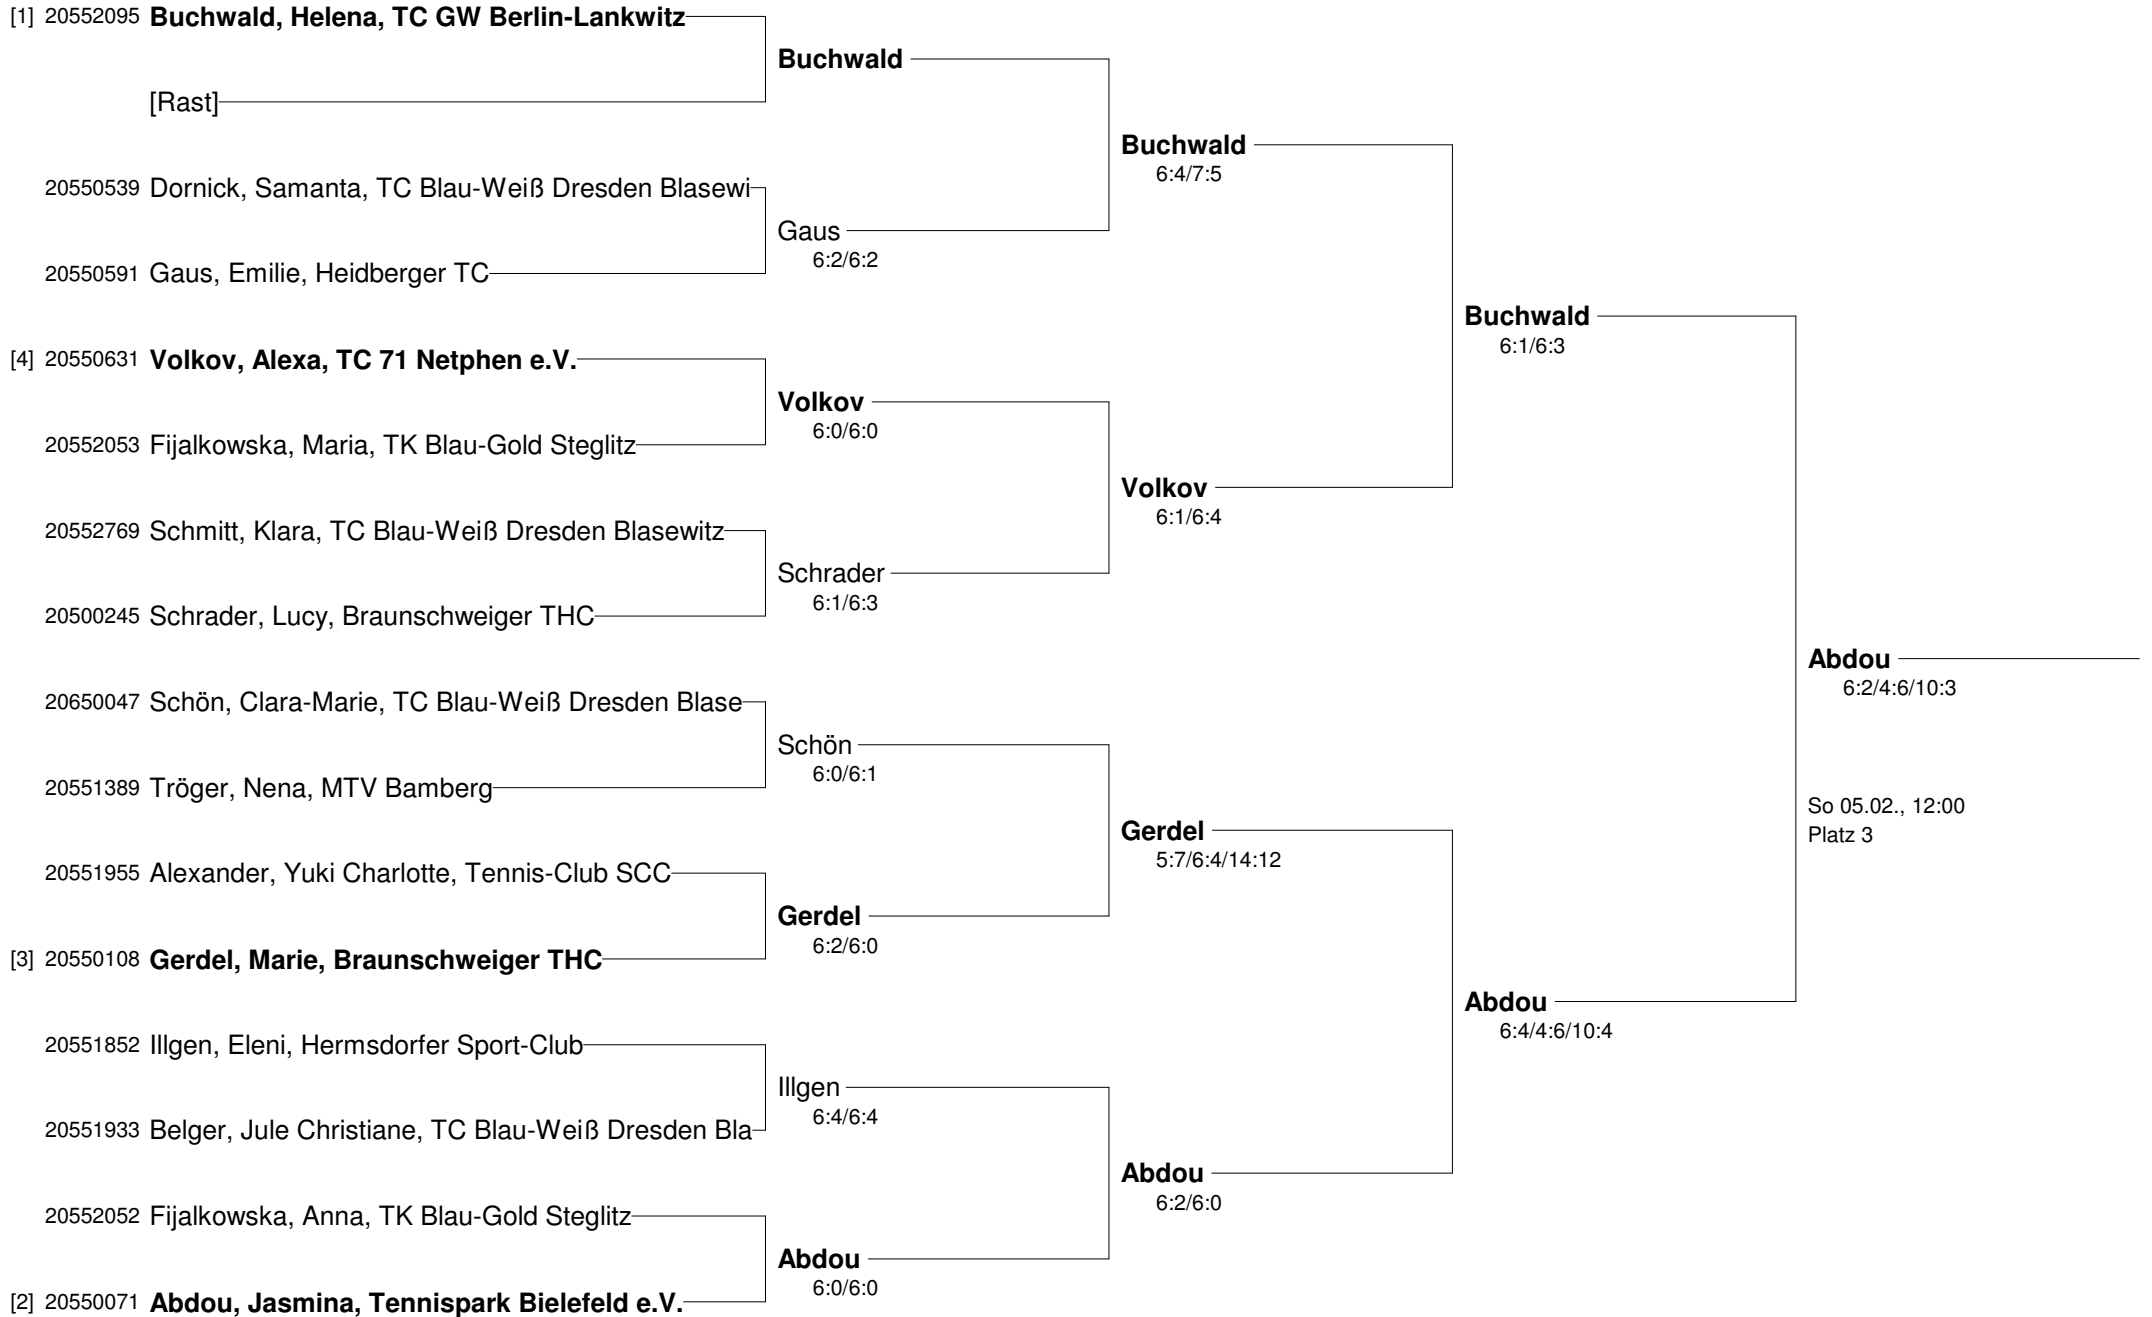 [1] 20552095 Buchwald, Helena, TC GW Berlin-Lankwitz
Buchwald
[Rast]
Buchwald
6:4/7:5
20550539 Dornick, Samanta, TC Blau-Weiß Dresden Blasewi
Gaus
6:2/6:2
20550591 Gaus, Emilie, Heidberger TC
Buchwald
6:1/6:3
[4] 20550631 Volkov, Alexa, TC 71 Netphen e.V.
Volkov
6:0/6:0
20552053 Fijalkowska, Maria, TK Blau-Gold Steglitz
Volkov
6:1/6:4
20552769 Schmitt, Klara, TC Blau-Weiß Dresden Blasewitz
Schrader
6:1/6:3
20500245 Schrader, Lucy, Braunschweiger THC
Abdou
6:2/4:6/10:3
20650047 Schön, Clara-Marie, TC Blau-Weiß Dresden Blase
Schön
6:0/6:1
20551389 Tröger, Nena, MTV Bamberg
So 05.02., 12:00
Platz 3
Gerdel
5:7/6:4/14:12
20551955 Alexander, Yuki Charlotte, Tennis-Club SCC
Gerdel
6:2/6:0
[3] 20550108 Gerdel, Marie, Braunschweiger THC
Abdou
6:4/4:6/10:4
20551852 Illgen, Eleni, Hermsdorfer Sport-Club
Illgen
6:4/6:4
20551933 Belger, Jule Christiane, TC Blau-Weiß Dresden Bla
Abdou
6:2/6:0
20552052 Fijalkowska, Anna, TK Blau-Gold Steglitz
Abdou
6:0/6:0
[2] 20550071 Abdou, Jasmina, Tennispark Bielefeld e.V.